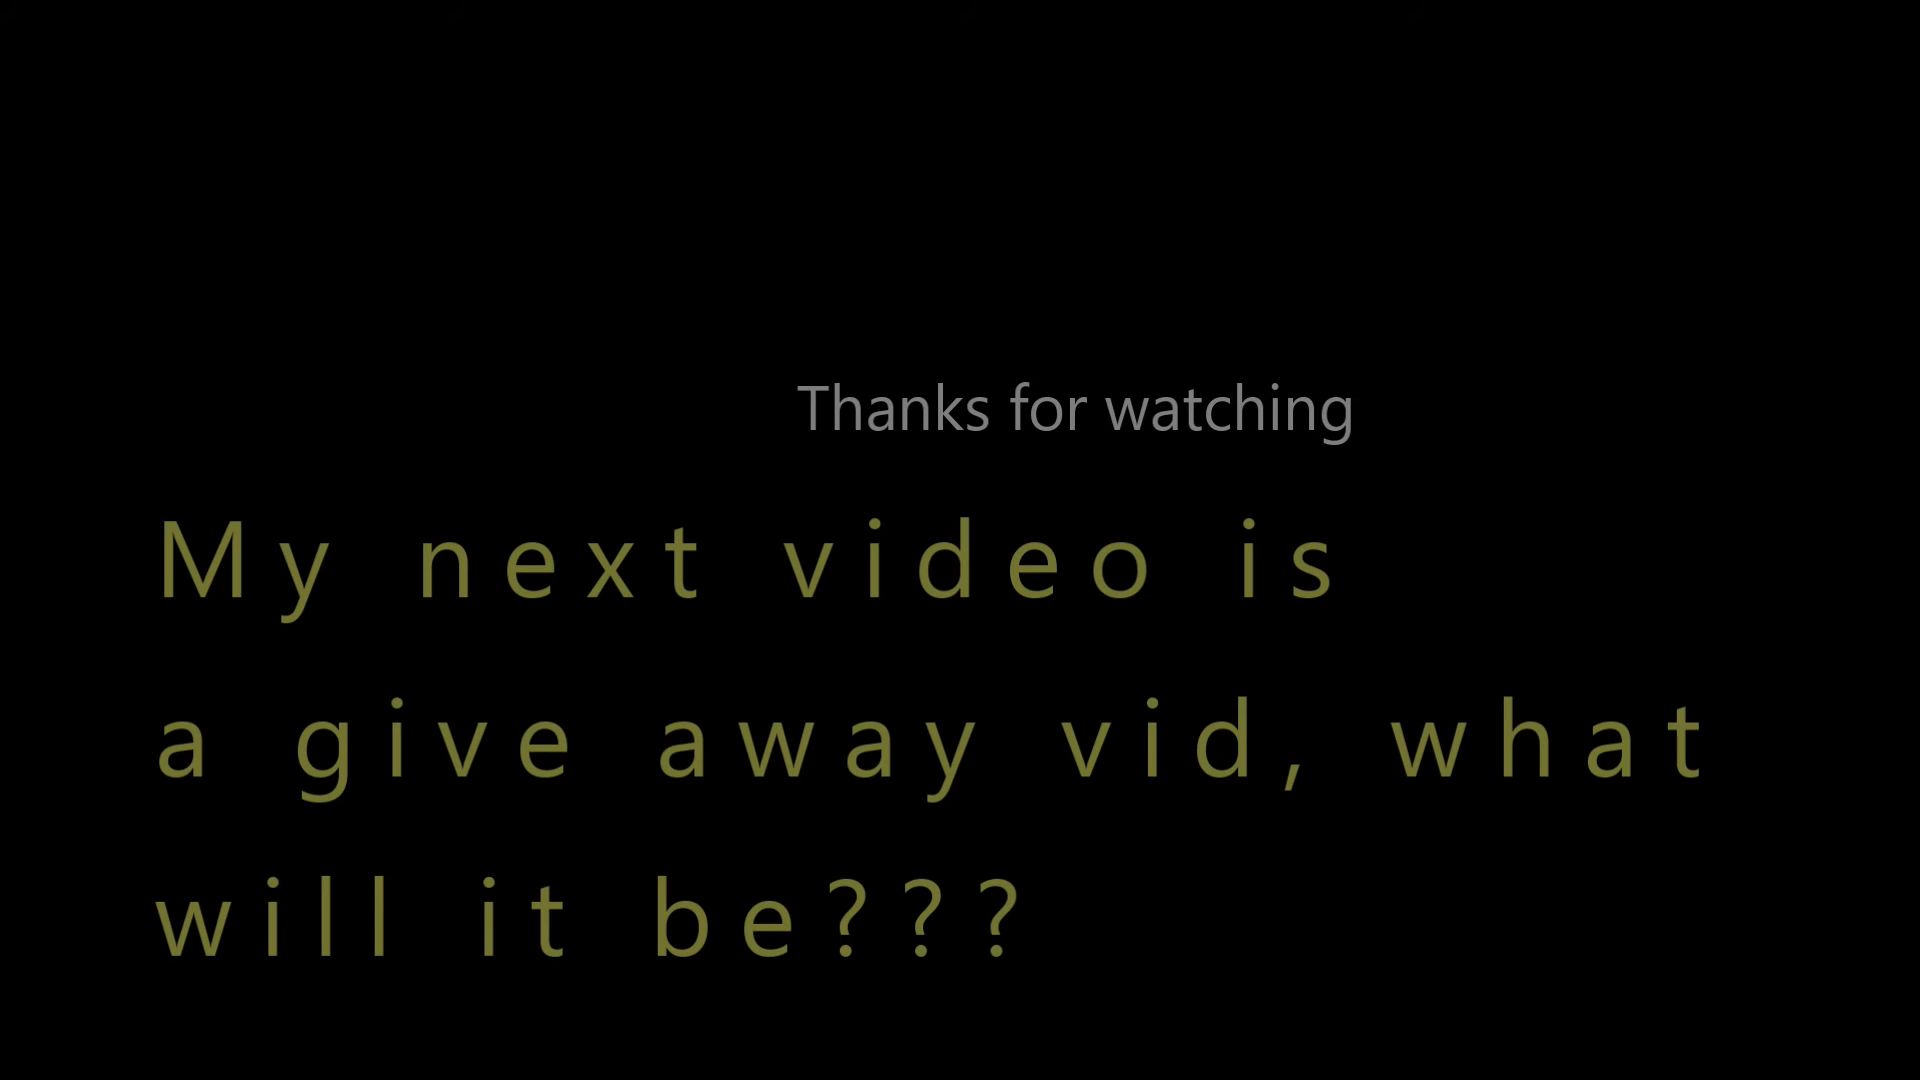 Thanks for watching
My next video is
a give away vid, what
will it be???